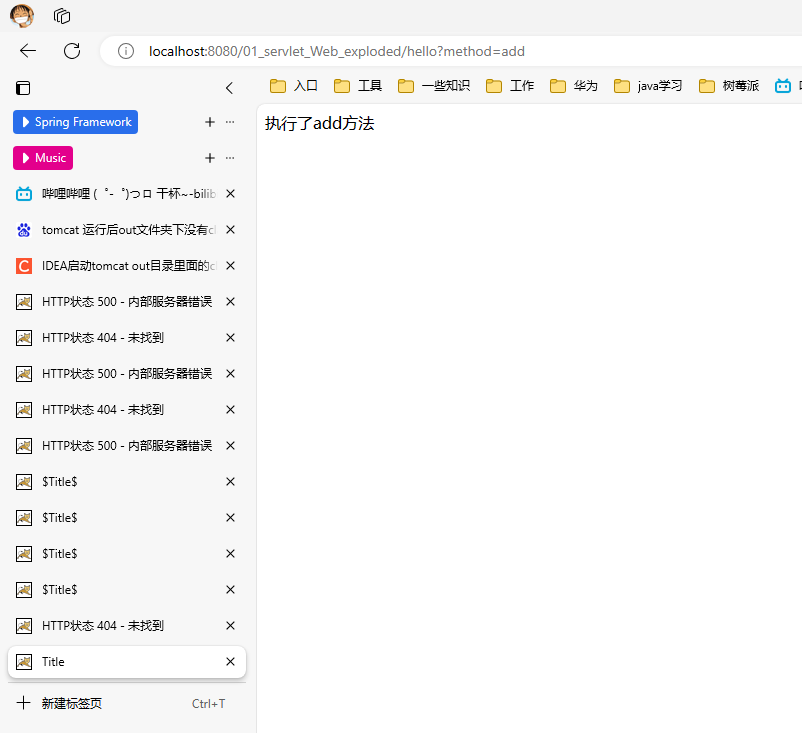 localhost:8080/01_servlet_Web_exploded/hello?method=add
入口 工具 一些知识 工作 华为 java学习 树莓派
Spring Framework
Music
哔哩哔哩 (゜-゜)つロ 干杯~-bilib
tomcat 运行后out文件夹下没有cl
IDEA启动tomcat out目录里面的cl
HTTP状态 500 - 内部服务器错误
HTTP状态 404 - 未找到
HTTP状态 500 - 内部服务器错误
HTTP状态 404 - 未找到
HTTP状态 500 - 内部服务器错误
$Title$
$Title$
$Title$
$Title$
HTTP状态 404 - 未找到
Title
新建标签页 Ctrl+T
执行了add方法